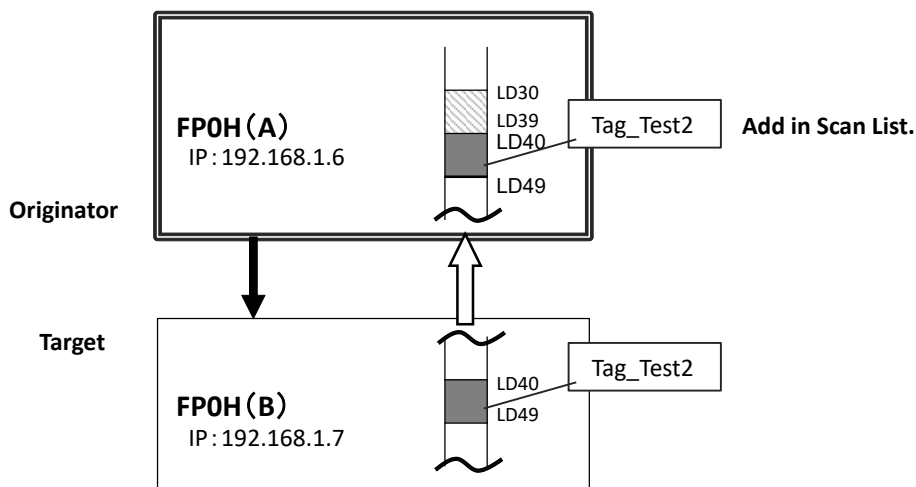 LD30
LD39
LD40
LD49
FP0H（A）
IP：192.168.1.6
Tag_Test2
Add in Scan List.
Originator
Target
FP0H（B）
IP：192.168.1.7
LD40
LD49
Tag_Test2